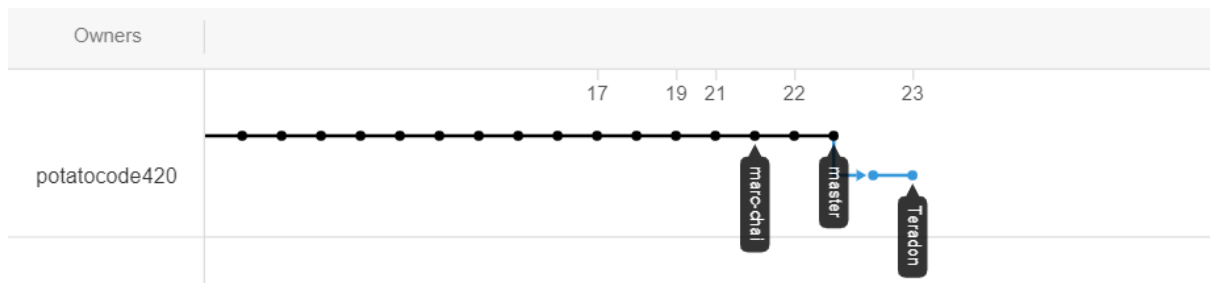 Owners
17 19 21 22 23
potatocode420
marc-chai
master
Teradon